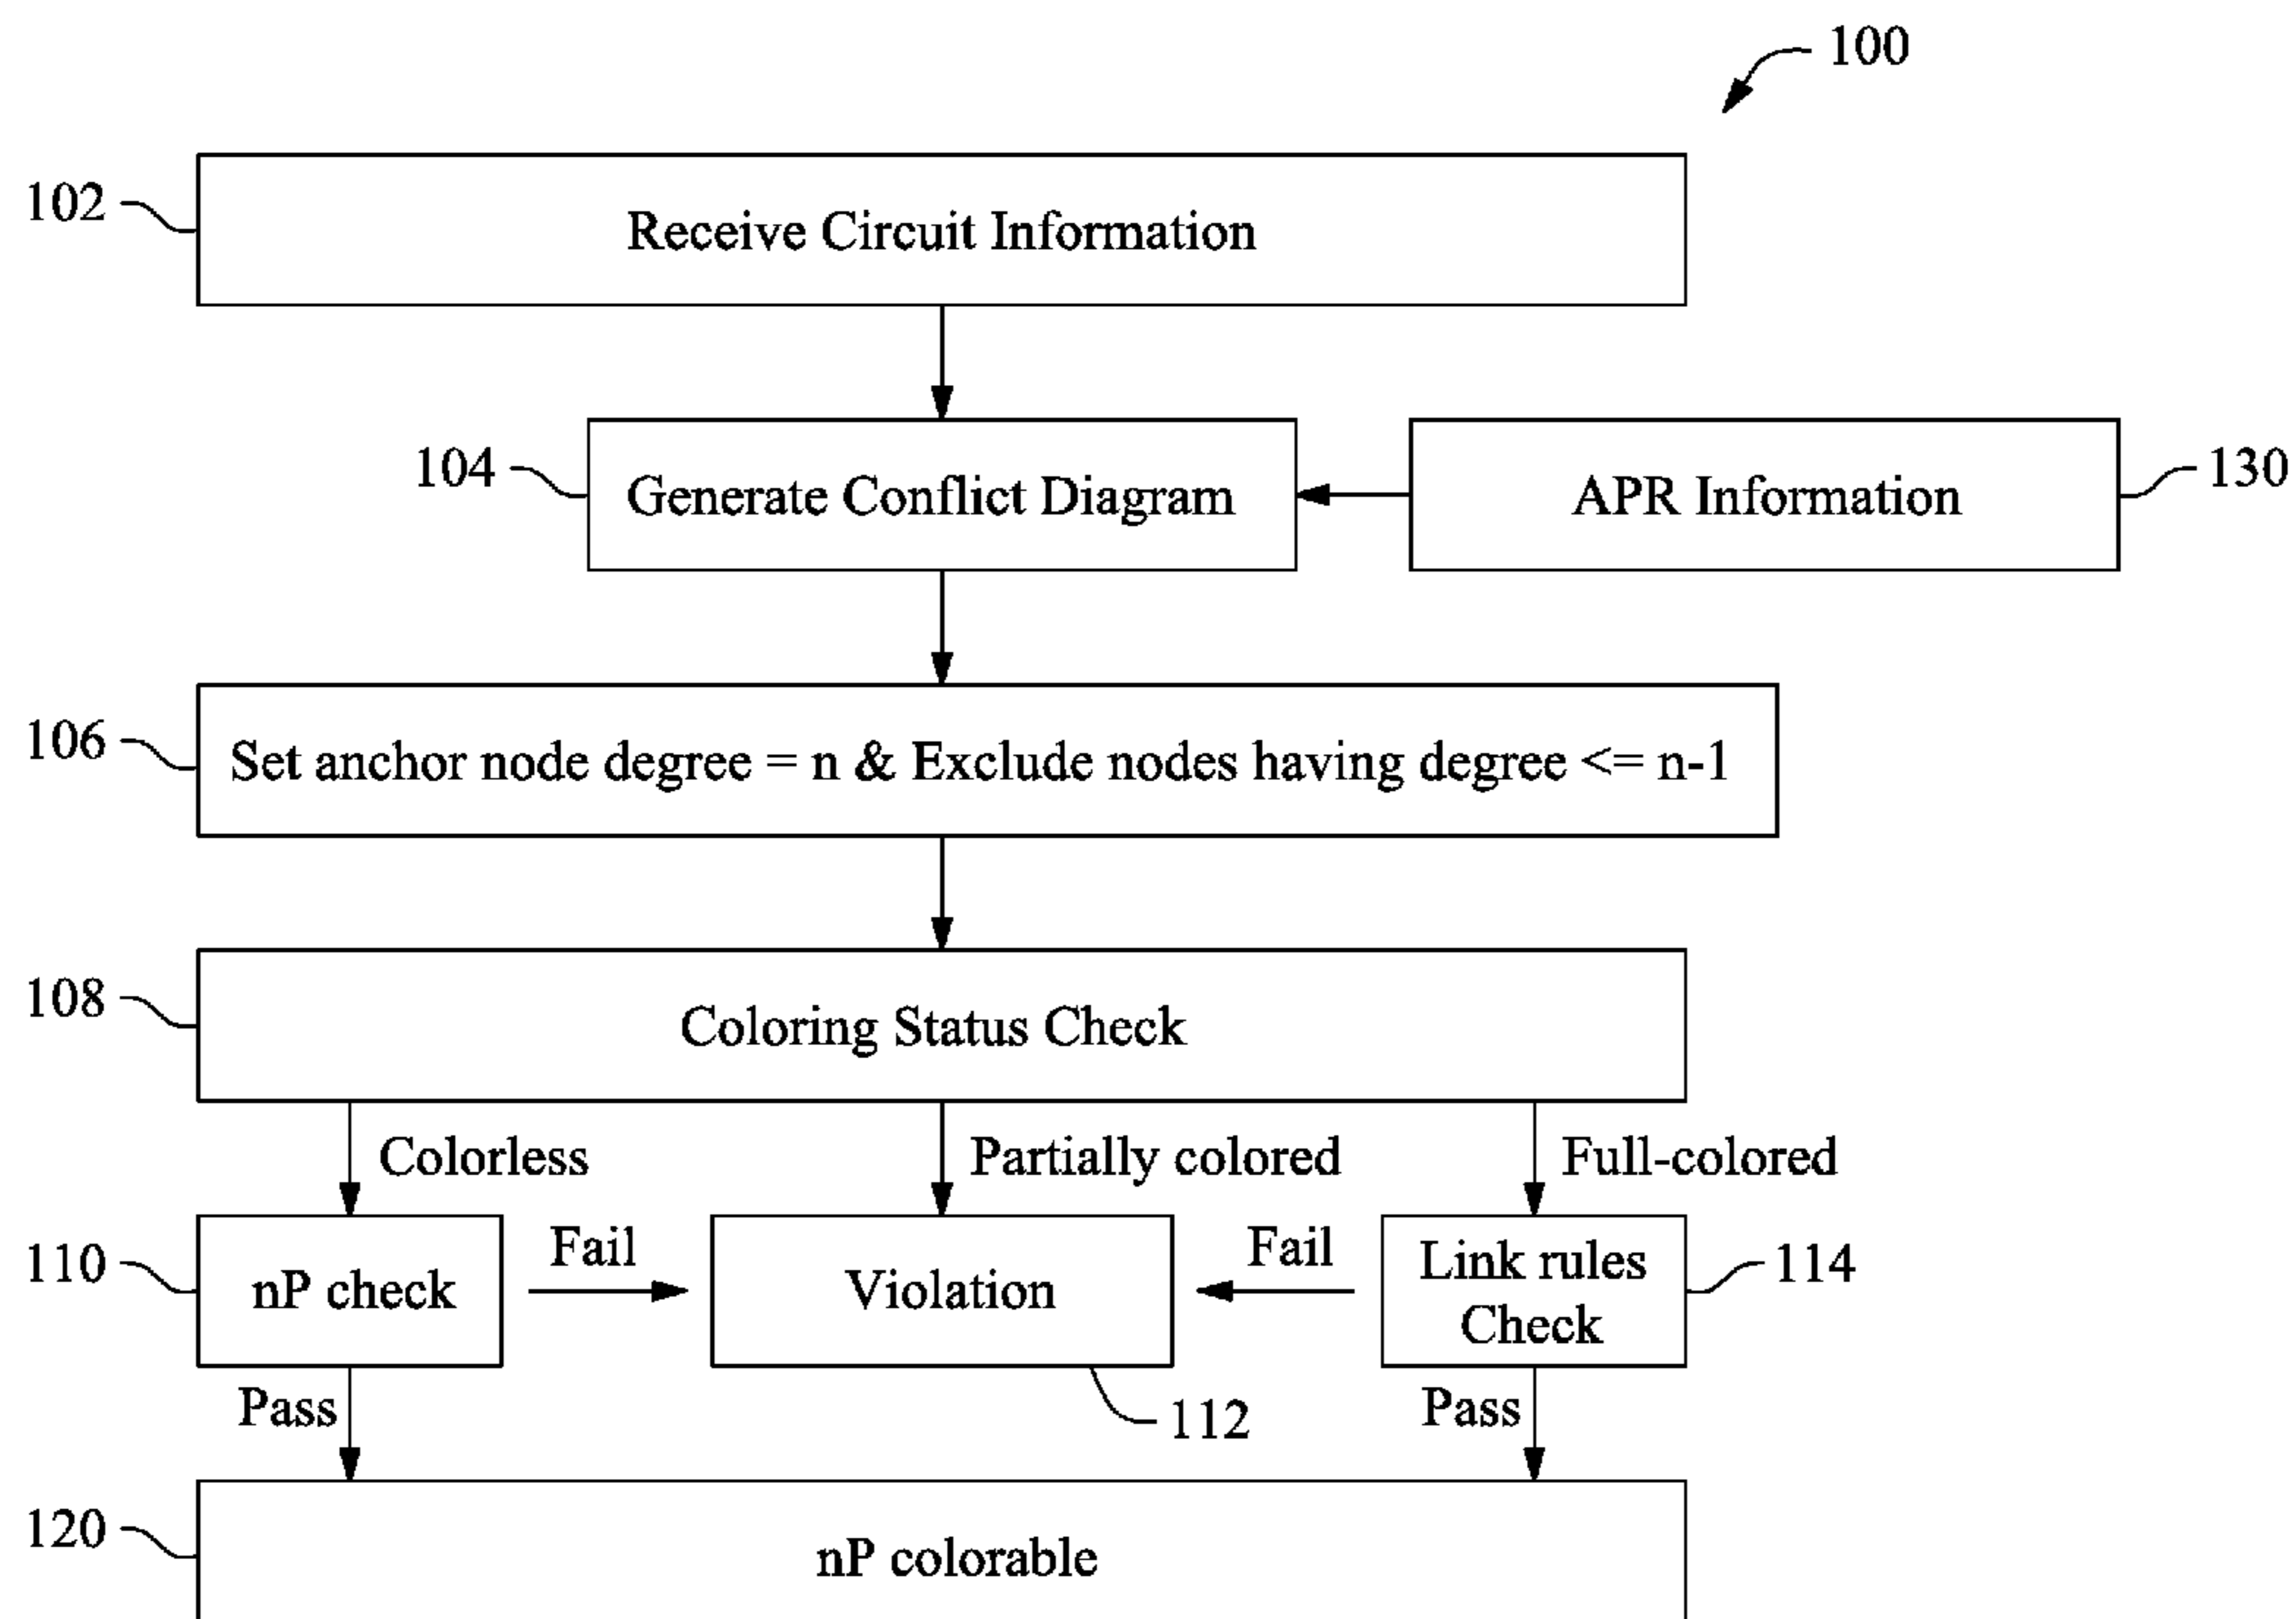 100
102
Receive Circuit Information
104
Generate Conflict Diagram
APR Information
130
106
Set anchor node degree = n & Exclude nodes having degree <= n-1
108
Coloring Status Check
Colorless
Partially colored
Full-colored
110
nP check
Fail
Violation
Fail
Link rules
Check
114
Pass
112
Pass
120
nP colorable